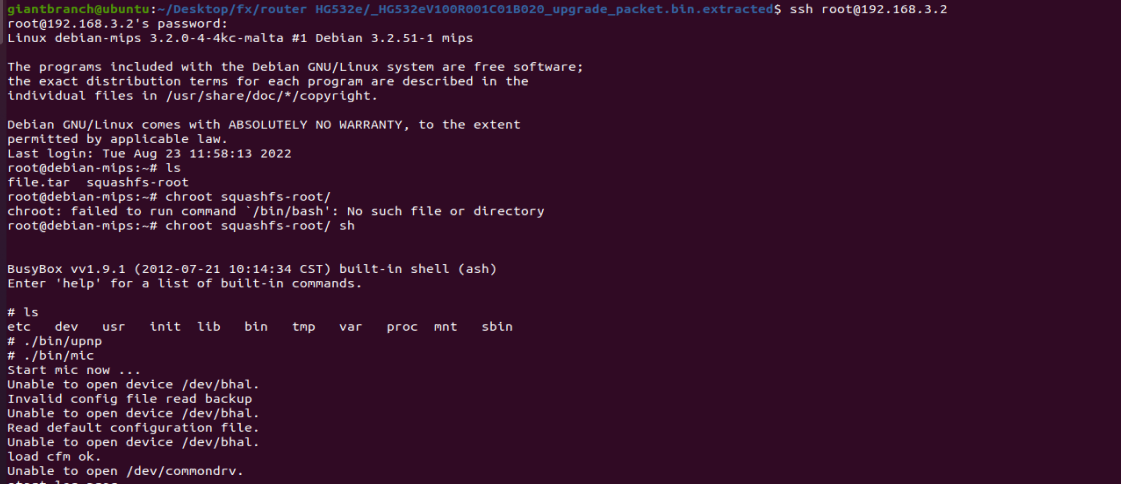 giantbranch@ubuntu:~/Desktop/fx/router HG532e/_HG532eV100R001C01B020_upgrade_packet.bin.extracted$ ssh root@192.168.3.2
root@192.168.3.2's password:
Linux debian-mips 3.2.0-4-4kc-malta #1 Debian 3.2.51-1 mips
The programs included with the Debian GNU/Linux system are free software;
the exact distribution terms for each program are described in the
individual files in /usr/share/doc/*/copyright.
Debian GNU/Linux comes with ABSOLUTELY NO WARRANTY, to the extent
permitted by applicable law.
Last login: Tue Aug 23 11:58:13 2022
root@debian-mips:~# ls
file.tar  squashfs-root
root@debian-mips:~# chroot squashfs-root/
chroot: failed to run command `/bin/bash': No such file or directory
root@debian-mips:~# chroot squashfs-root/ sh
BusyBox vv1.9.1 (2012-07-21 10:14:34 CST) built-in shell (ash)
Enter 'help' for a list of built-in commands.
# ls
etc   dev   usr   init  lib   bin   tmp   var   proc  mnt   sbin
# ./bin/upnp
# ./bin/mic
Start mic now ...
Unable to open device /dev/bhal.
Invalid config file read backup
Unable to open device /dev/bhal.
Read default configuration file.
Unable to open device /dev/bhal.
load cfm ok.
Unable to open /dev/commondrv.